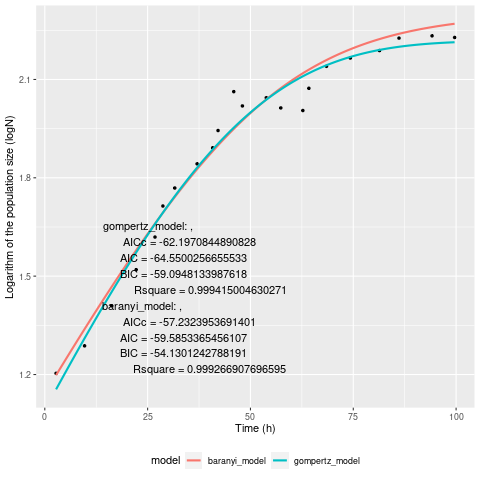 2.1
1.8
1.5
1.2
Logarithm of the population size (logN)
gompertz_model: ,
AICc = -62.1970844890828
AIC = -64.5500256655533
BIC = -59.0948133987618
Rsquare = 0.999415004630271
baranyi_model: ,
AICc = -57.2323953691401
AIC = -59.5853365456107
BIC = -54.1301242788191
Rsquare = 0.999266907696595
0 25 50 75 100
Time (h)
model baranyi_model gompertz_model